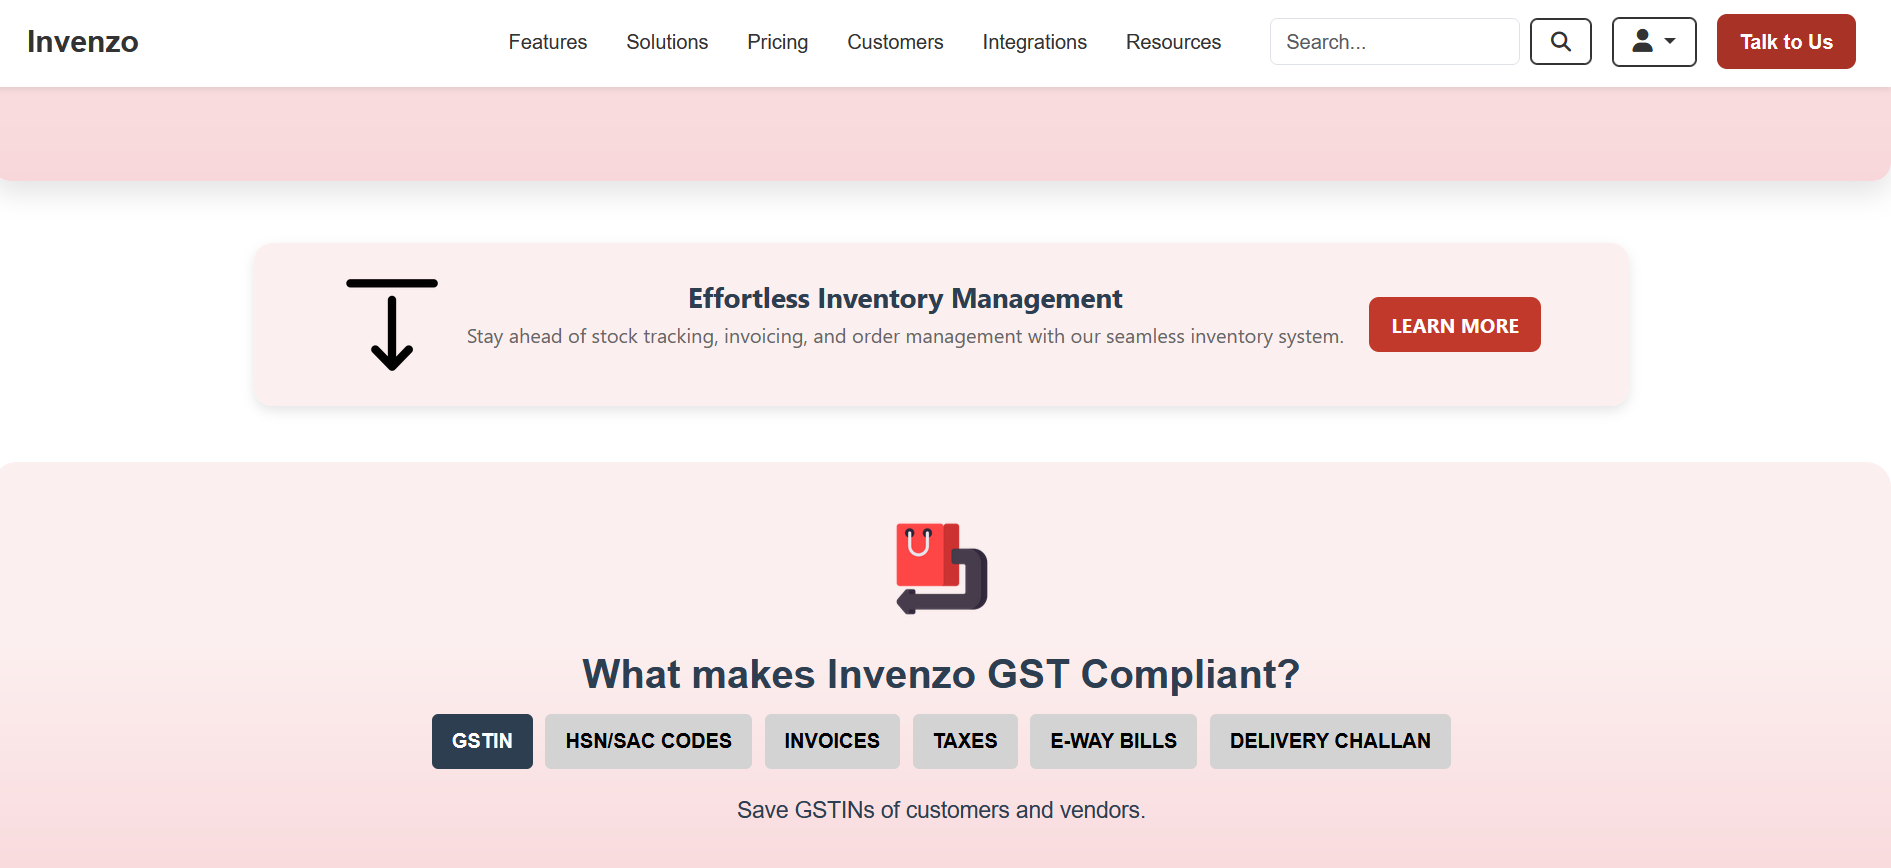 Invenzo
Features
Solutions
Pricing
Customers
Integrations
Resources
Search...
Talk to Us
Effortless Inventory Management
Stay ahead of stock tracking, invoicing, and order management with our seamless inventory system.
LEARN MORE
What makes Invenzo GST Compliant?
GSTIN
HSN/SAC CODES
INVOICES
TAXES
E-WAY BILLS
DELIVERY CHALLAN
Save GSTINs of customers and vendors.